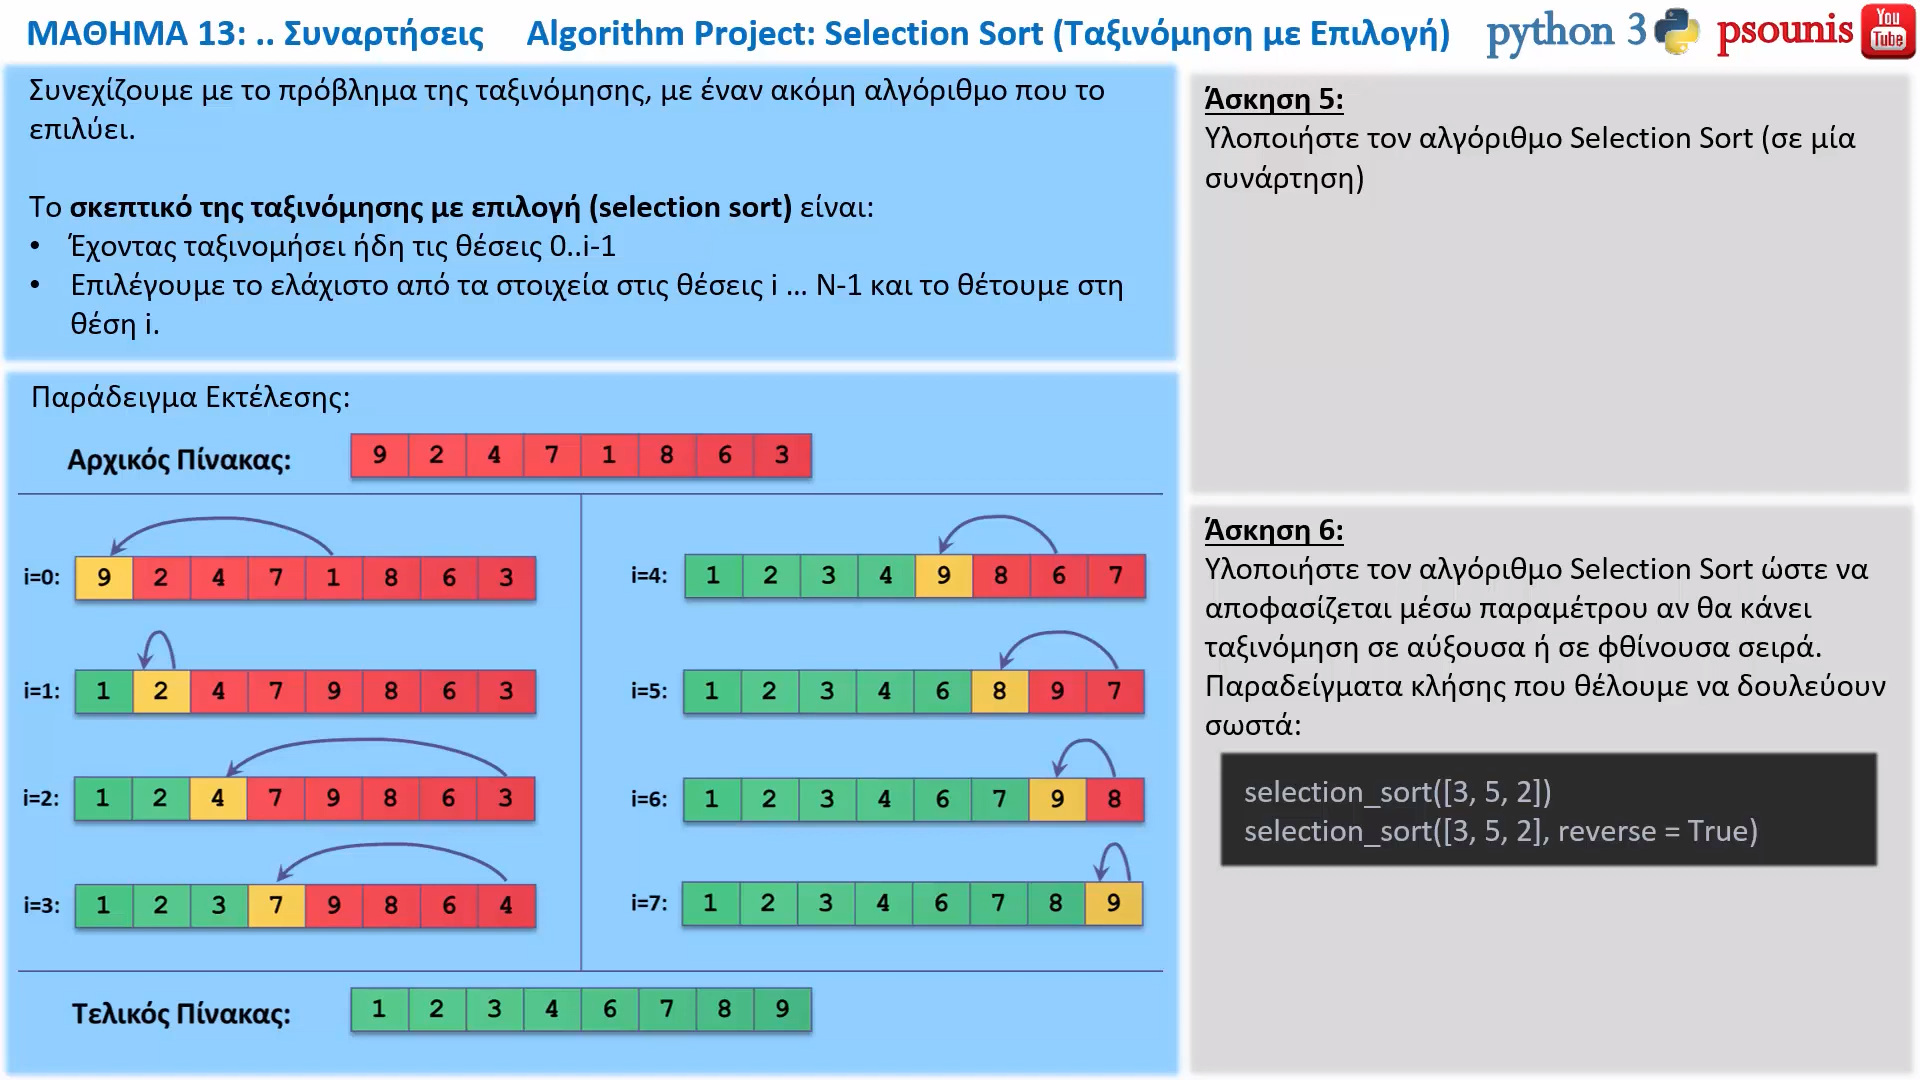 ΜΑΘΗΜΑ 13: .. Συναρτήσεις Algorithm Project: Selection Sort (Ταξινόμηση με Επιλογή) python 3 psounis You Tube
Συνεχίζουμε με το πρόβλημα της ταξινόμησης, με έναν ακόμη αλγόριθμο που το
επιλύει.
Το σκεπτικό της ταξινόμησης με επιλογή (selection sort) είναι:
• Έχοντας ταξινομήσει ήδη τις θέσεις 0..i-1
• Επιλέγουμε το ελάχιστο από τα στοιχεία στις θέσεις i … N-1 και το θέτουμε στη
θέση i.
Παράδειγμα Εκτέλεσης:
Αρχικός Πίνακας: 9 2 4 7 1 8 6 3
i=0: 9 2 4 7 1 8 6 3
i=1: 1 2 4 7 9 8 6 3
i=2: 1 2 4 7 9 8 6 3
i=3: 1 2 3 7 9 8 6 4
i=4: 1 2 3 4 9 8 6 7
i=5: 1 2 3 4 6 8 9 7
i=6: 1 2 3 4 6 7 9 8
i=7: 1 2 3 4 6 7 8 9
Τελικός Πίνακας: 1 2 3 4 6 7 8 9
Άσκηση 5:
Υλοποιήστε τον αλγόριθμο Selection Sort (σε μία
συνάρτηση)
Άσκηση 6:
Υλοποιήστε τον αλγόριθμο Selection Sort ώστε να
αποφασίζεται μέσω παραμέτρου αν θα κάνει
ταξινόμηση σε αύξουσα ή σε φθίνουσα σειρά.
Παραδείγματα κλήσης που θέλουμε να δουλεύουν
σωστά:
selection_sort([3, 5, 2])
selection_sort([3, 5, 2], reverse = True)